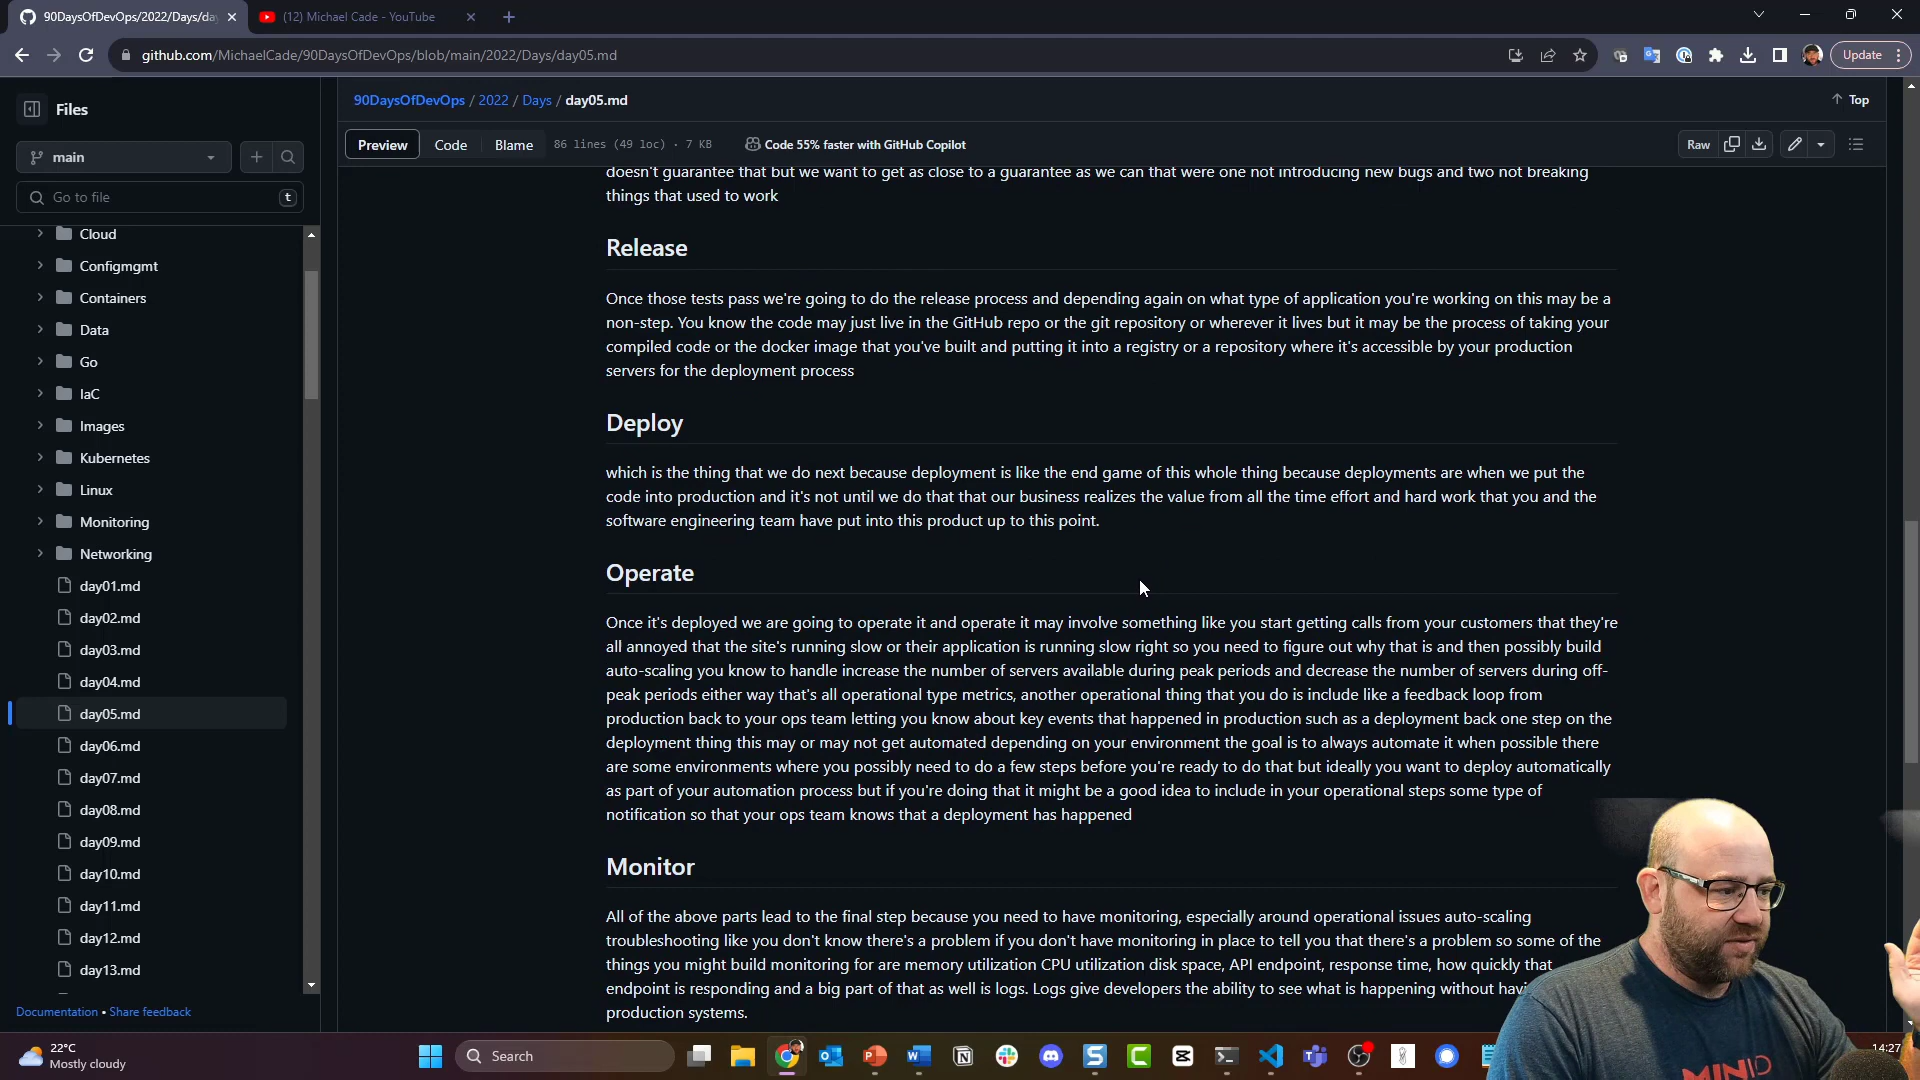 90DaysOfDevOps/2022/Days/da
(12) Michael Cade - YouTube
github.com/MichaelCade/90DaysOfDevOps/blob/main/2022/Days/day05.md
Update
Files
90DaysOfDevOps / 2022 / Days / day05.md
Top
main
Preview
Code
Blame
86 lines (49 loc) · 7 KB
Code 55% faster with GitHub Copilot
Raw
Go to file
t
Cloud
Configmgmt
Containers
Data
Go
IaC
Images
Kubernetes
Linux
Monitoring
Networking
day01.md
day02.md
day03.md
day04.md
day05.md
day06.md
day07.md
day08.md
day09.md
day10.md
day11.md
day12.md
day13.md
Documentation • Share feedback
doesn't guarantee that but we want to get as close to a guarantee as we can that were one not introducing new bugs and two not breaking
things that used to work
Release
Once those tests pass we're going to do the release process and depending again on what type of application you're working on this may be a
non-step. You know the code may just live in the GitHub repo or the git repository or wherever it lives but it may be the process of taking your
compiled code or the docker image that you've built and putting it into a registry or a repository where it's accessible by your production
servers for the deployment process
Deploy
which is the thing that we do next because deployment is like the end game of this whole thing because deployments are when we put the
code into production and it's not until we do that that our business realizes the value from all the time effort and hard work that you and the
software engineering team have put into this product up to this point.
Operate
Once it's deployed we are going to operate it and operate it may involve something like you start getting calls from your customers that they're
all annoyed that the site's running slow or their application is running slow right so you need to figure out why that is and then possibly build
auto-scaling you know to handle increase the number of servers available during peak periods and decrease the number of servers during off-
peak periods either way that's all operational type metrics, another operational thing that you do is include like a feedback loop from
production back to your ops team letting you know about key events that happened in production such as a deployment back one step on the
deployment thing this may or may not get automated depending on your environment the goal is to always automate it when possible there
are some environments where you possibly need to do a few steps before you're ready to do that but ideally you want to deploy automatically
as part of your automation process but if you're doing that it might be a good idea to include in your operational steps some type of
notification so that your ops team knows that a deployment has happened
Monitor
All of the above parts lead to the final step because you need to have monitoring, especially around operational issues auto-scaling
troubleshooting like you don't know there's a problem if you don't have monitoring in place to tell you that there's a problem so some of the
things you might build monitoring for are memory utilization CPU utilization disk space, API endpoint, response time, how quickly that
endpoint is responding and a big part of that as well is logs. Logs give developers the ability to see what is happening without
production systems.
22°C
Mostly cloudy
Search
14:27